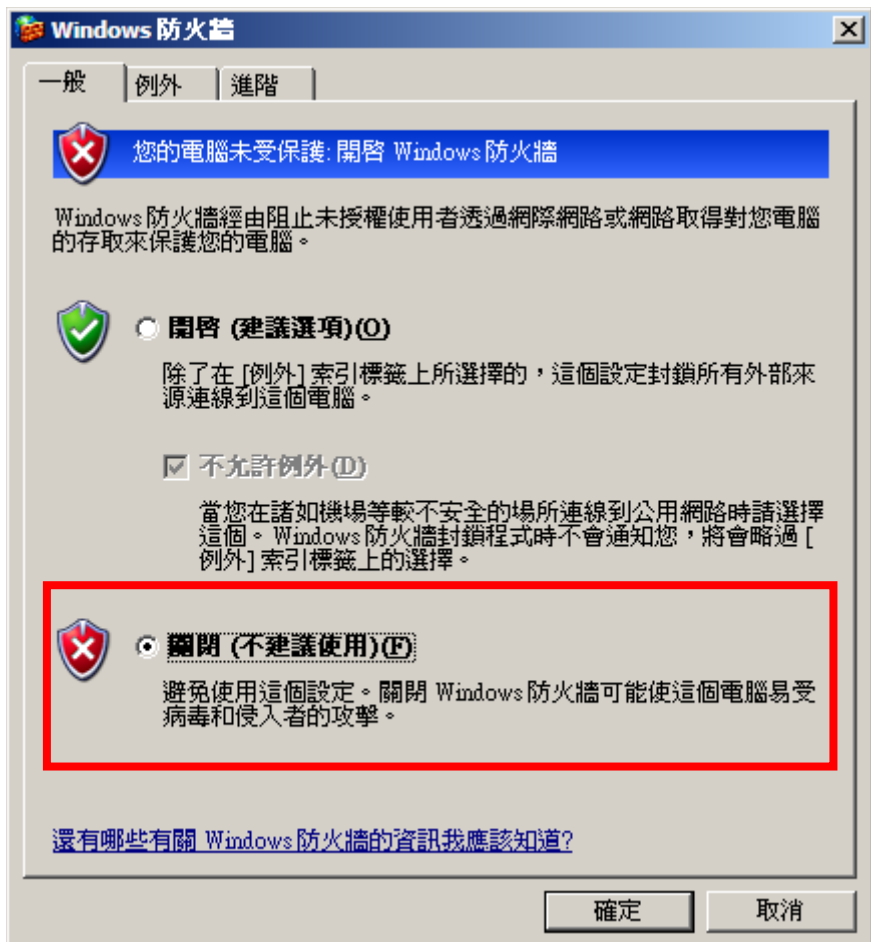 Windows 防火牆
一般
例外
進階
您的電腦未受保護: 開啓 Windows 防火牆
Windows 防火牆經由阻止未授權使用者透過網際網路或網路取得對您電腦
的存取來保護您的電腦。
開啓 (建議選項)(O)
除了在 [例外] 索引標籤上所選擇的，這個設定封鎖所有外部來
源連線到這個電腦。
不允許例外(D)
當您在諸如機場等較不安全的場所連線到公用網路時請選擇
這個。Windows 防火牆封鎖程式時不會通知您，將會略過 [
例外] 索引標籤上的選擇。
關閉 (不建議使用)(F)
避免使用這個設定。關閉 Windows 防火牆可能使這個電腦易受
病毒和侵入者的攻擊。
還有哪些有關 Windows 防火牆的資訊我應該知道?
確定
取消